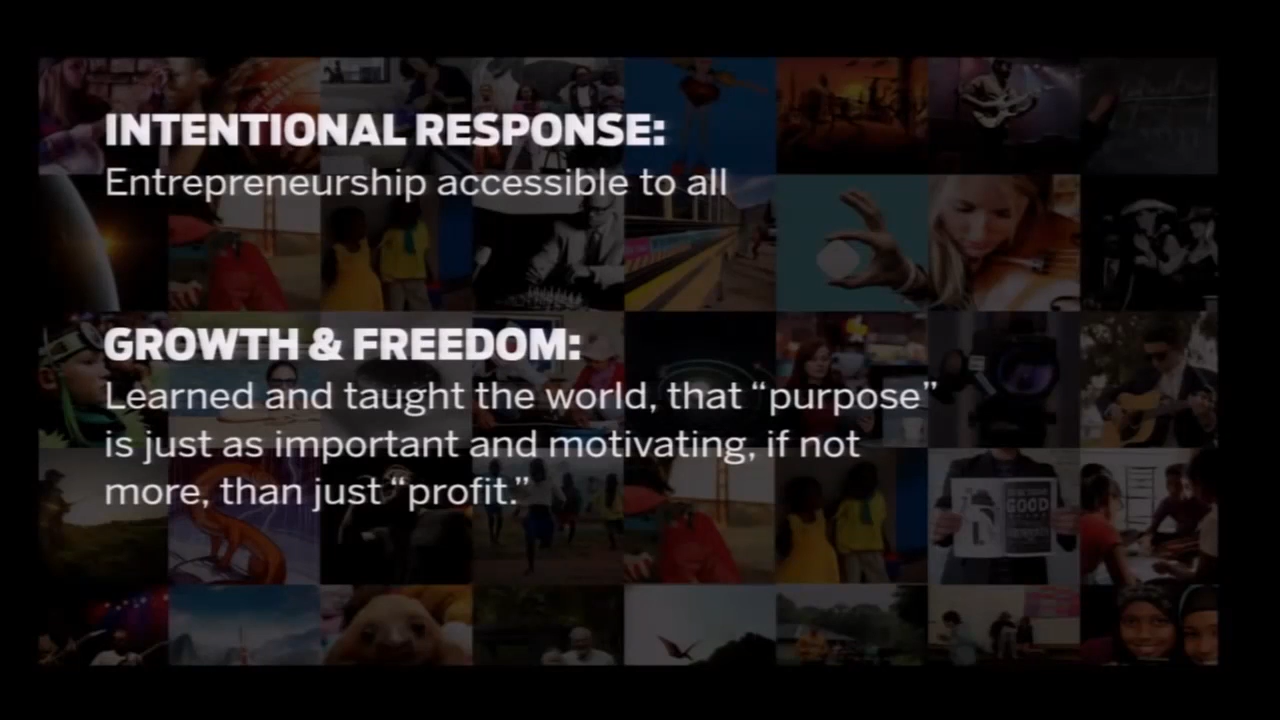 INTENTIONAL RESPONSE:
Entrepreneurship accessible to all
GROWTH & FREEDOM:
Learned and taught the world, that “purpose”
is just as important and motivating, if not
more, than just “profit.”
GOOD